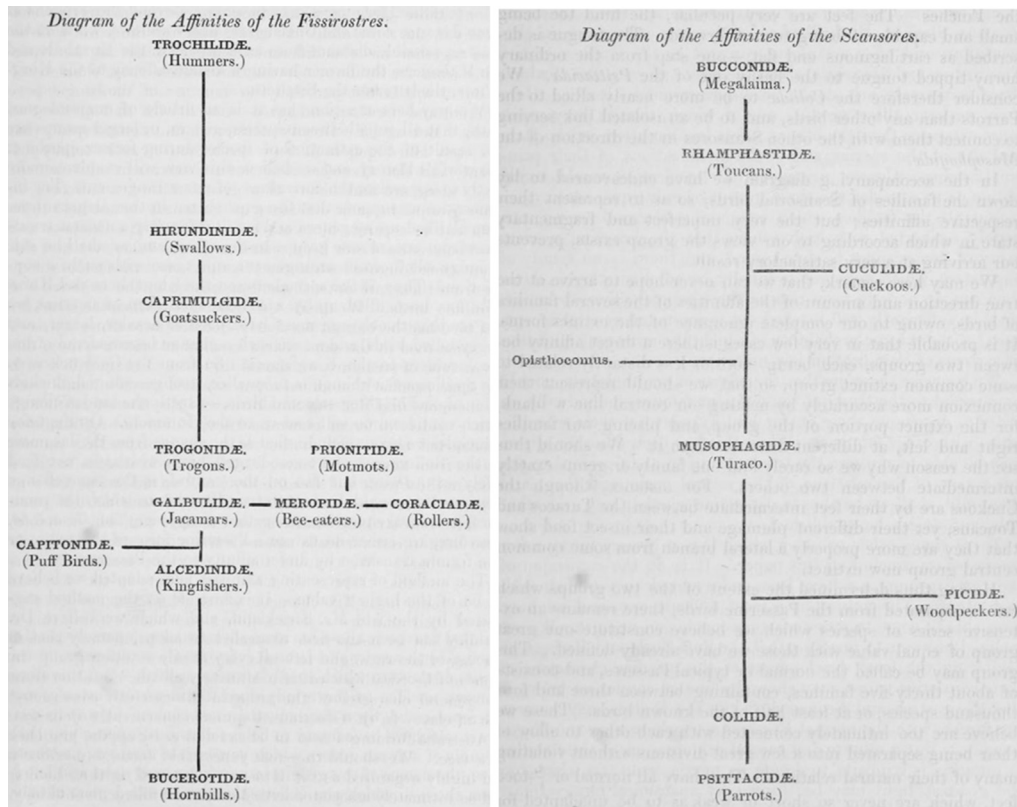 Diagram of the Affinities of the Fissirostres.
TROCHILIDÆ.
(Hummers.)
HIRUNDINIDÆ.
(Swallows.)
CAPRIMULGIDÆ.
(Goatsuckers.)
TROGONIDÆ. PRIONITIDÆ.
(Trogons.) (Motmots.)
GALBULIDÆ. MEROPIDÆ. CORACIADÆ.
(Jacamars.) (Bee-eaters.) (Rollers.)
CAPITONIDÆ.
(Puff Birds.)
ALCEDINIDÆ.
(Kingfishers.)
BUCEROTIDÆ.
(Hornbills.)
Diagram of the Affinities of the Scansores.
BUCCONIDÆ.
(Megalaima.)
RHAMPHASTIDÆ.
(Toucans.)
CUCULIDÆ.
(Cuckoos.)
Opisthocomus.
MUSOPHAGIDÆ.
(Turaco.)
PICIDÆ.
(Woodpeckers.)
COLIIDÆ.
PSITTACIDÆ.
(Parrots.)